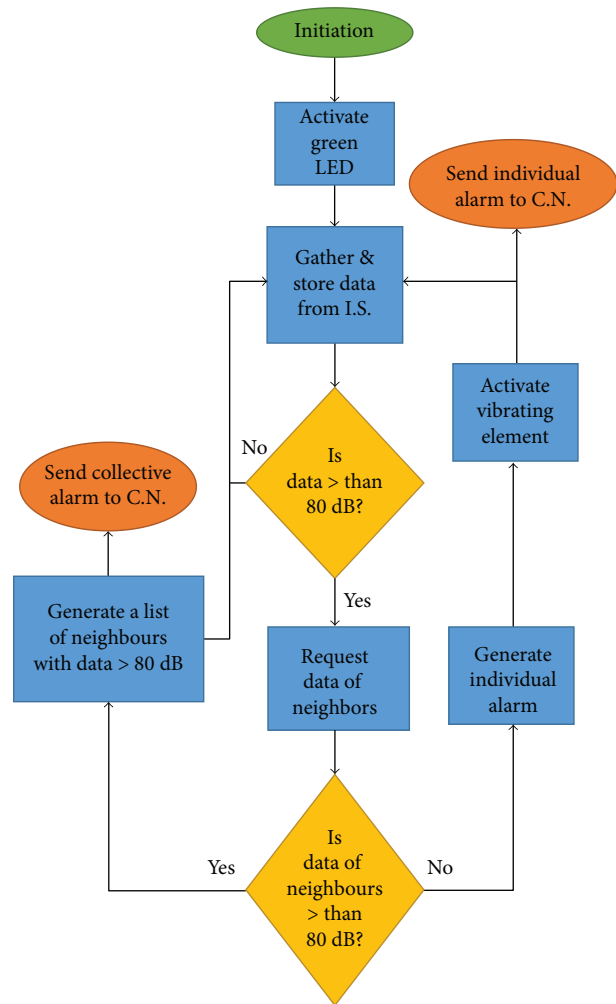 Initiation
Activate
green
LED
Send individual
alarm to C.N.
Gather &
store data
from I.S.
Activate
vibrating
element
No
Is
data > than
80 dB?
Send collective
alarm to C.N.
Yes
Generate a list
of neighbours
with data > 80 dB
Request
data of
neighbors
Generate
individual
alarm
Yes
Is
data of
neighbours
> than
80 dB?
No